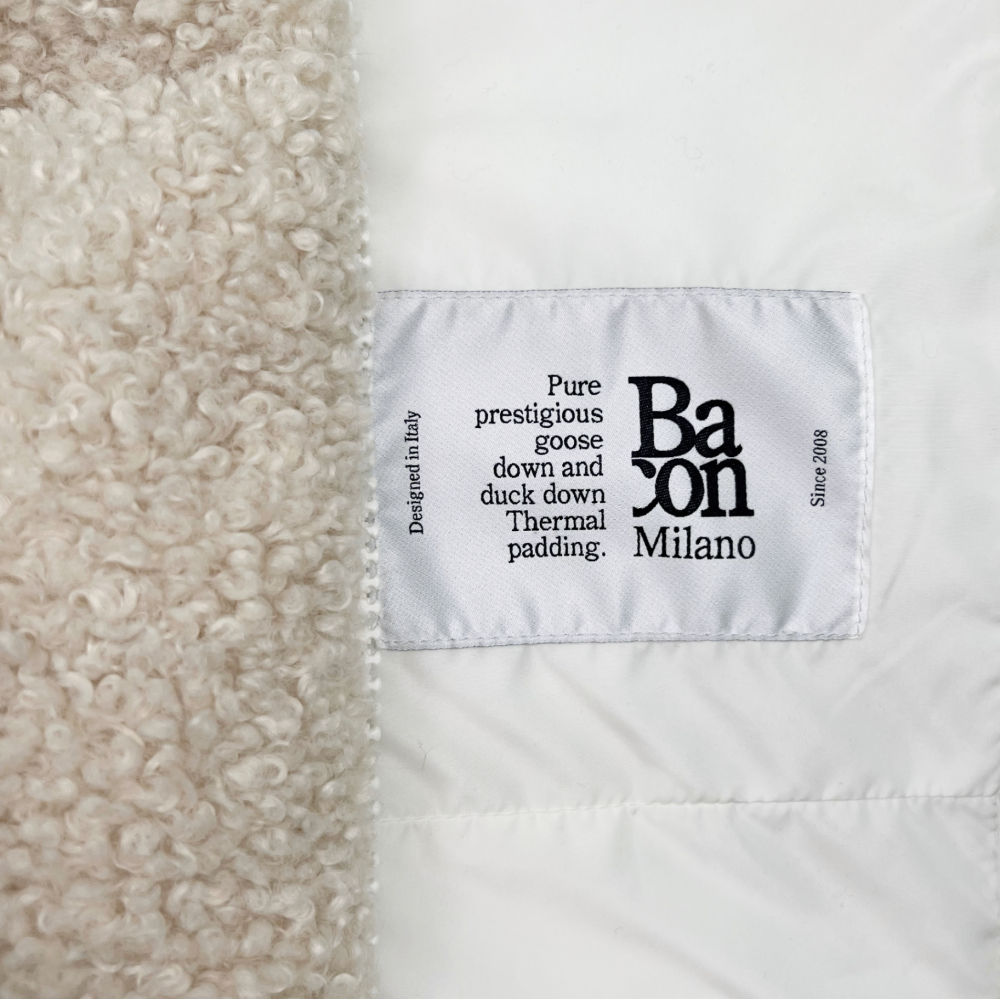 Designed in Italy
Pure
prestigious
goose
down and
duck down
Thermal
padding.
Ba
con
Milano
Since 2008